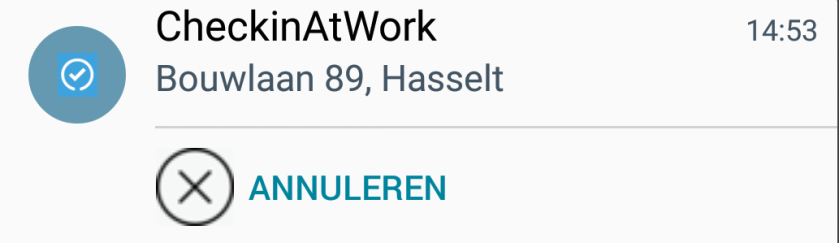 CheckinAtWork 14:53
Bouwlaan 89, Hasselt
ANNULEREN